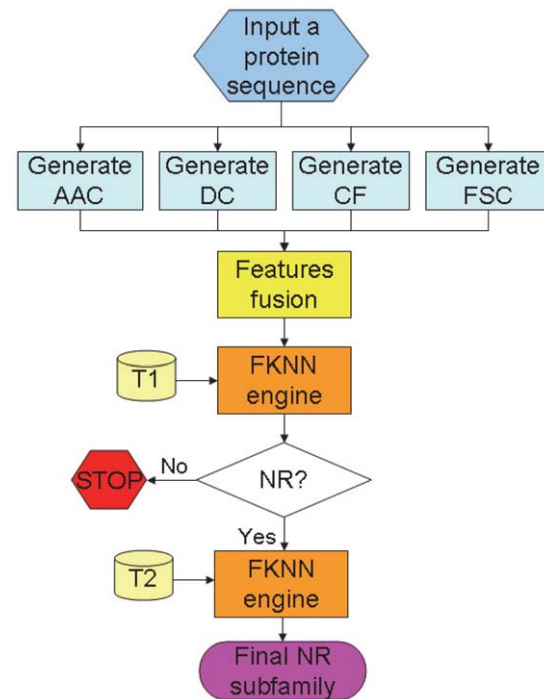 Input a
protein
sequence
Generate
AAC
Generate
DC
Generate
CF
Generate
FSC
Features
fusion
T1
FKNN
engine
STOP
No
NR?
Yes
T2
FKNN
engine
Final NR
subfamily